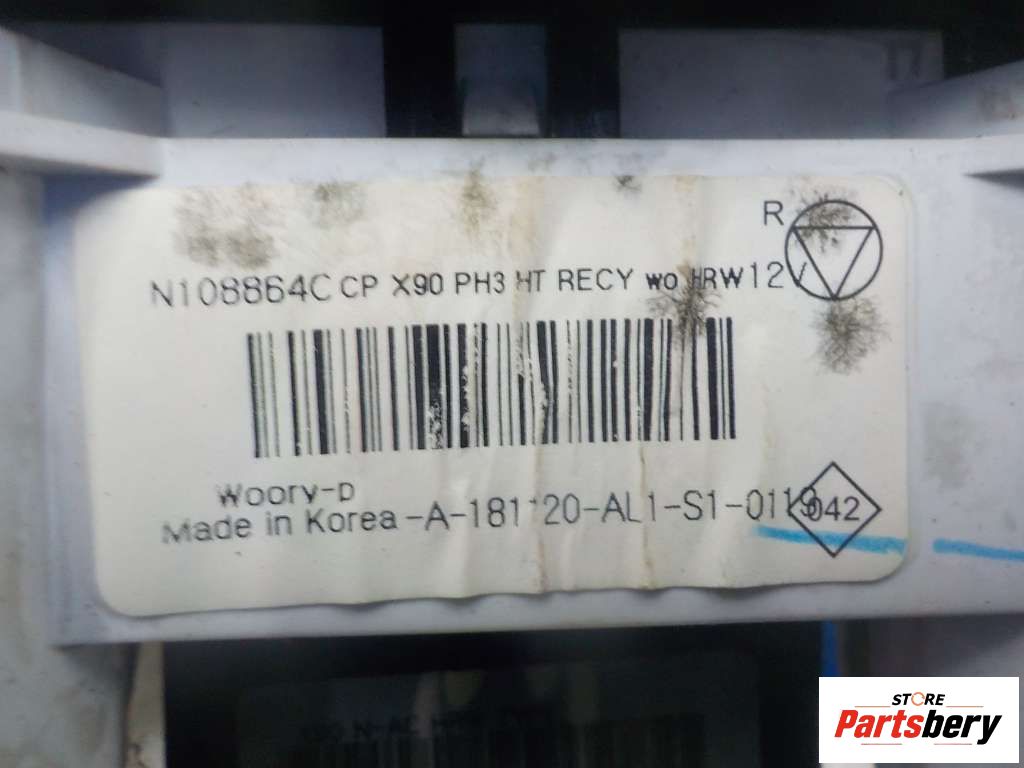 17
R
N108864C CP X90 PH3 HT RECY wo HRW12V
Woory-D
Made in Korea-A-181120-AL1-S1-0119
042
STORE
Partsbery